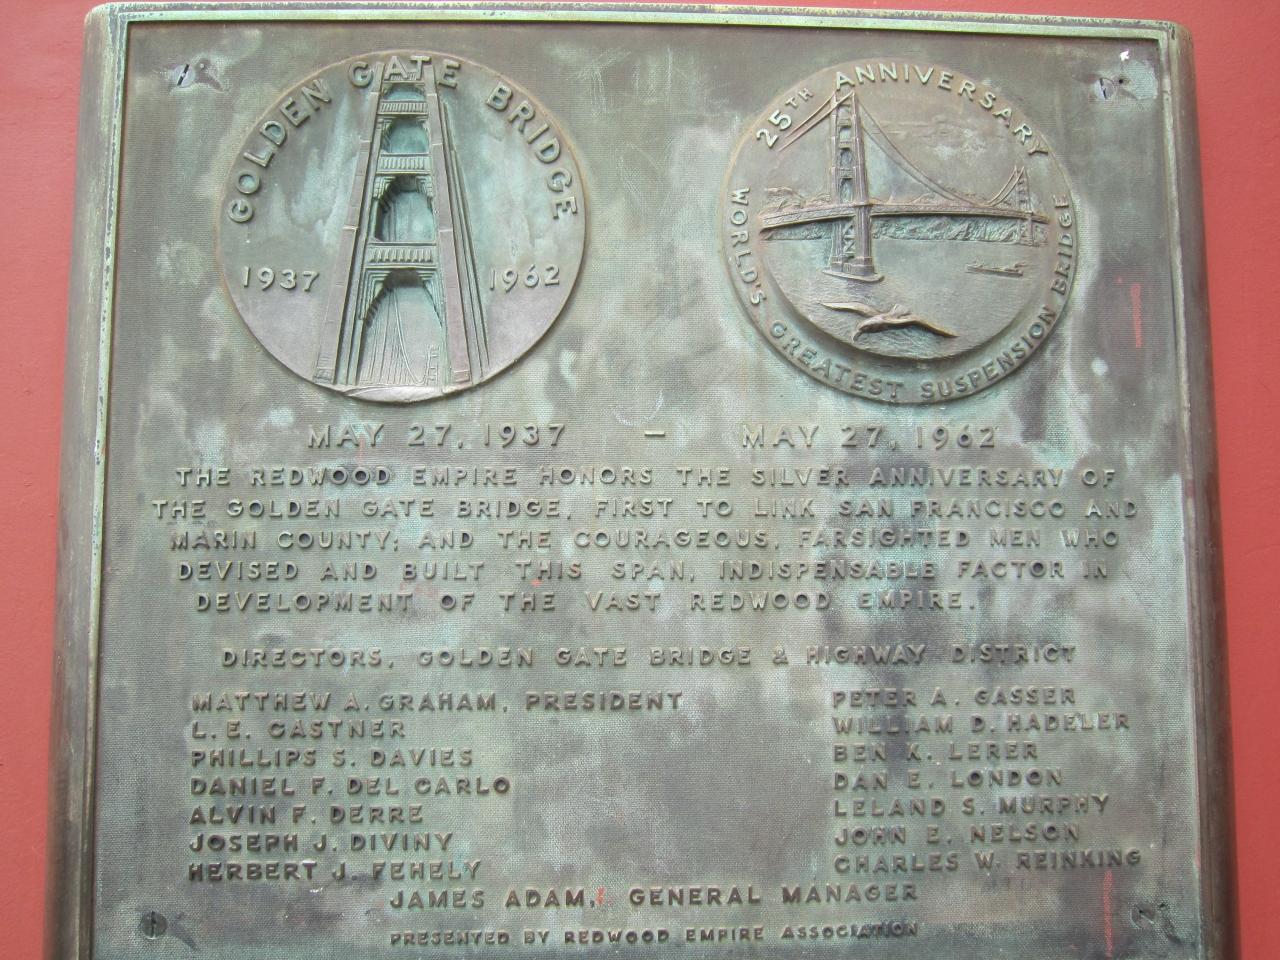 GOLDEN GATE BRIDGE
1937 1962
25TH ANNIVERSARY
WORLD'S GREATEST SUSPENSION BRIDGE
MAY 27, 1937 – MAY 27, 1962
THE REDWOOD EMPIRE HONORS THE SILVER ANNIVERSARY OF
THE GOLDEN GATE BRIDGE, FIRST TO LINK SAN FRANCISCO AND
MARIN COUNTY; AND THE COURAGEOUS, FARSIGHTED MEN WHO
DEVISED AND BUILT THIS SPAN, INDISPENSABLE FACTOR IN
DEVELOPMENT OF THE VAST REDWOOD EMPIRE.
DIRECTORS, GOLDEN GATE BRIDGE & HIGHWAY DISTRICT
MATTHEW A. GRAHAM, PRESIDENT
L. E. CASTNER
PHILLIPS S. DAVIES
DANIEL F. DEL CARLO
ALVIN F. DERRE
JOSEPH J. DIVINY
HERBERT J. FEHELY
PETER A. GASSER
WILLIAM D. HADELER
BEN K. LERER
DAN E. LONDON
LELAND S. MURPHY
JOHN E. NELSON
CHARLES W. REINKING
JAMES ADAM, GENERAL MANAGER
PRESENTED BY REDWOOD EMPIRE ASSOCIATION